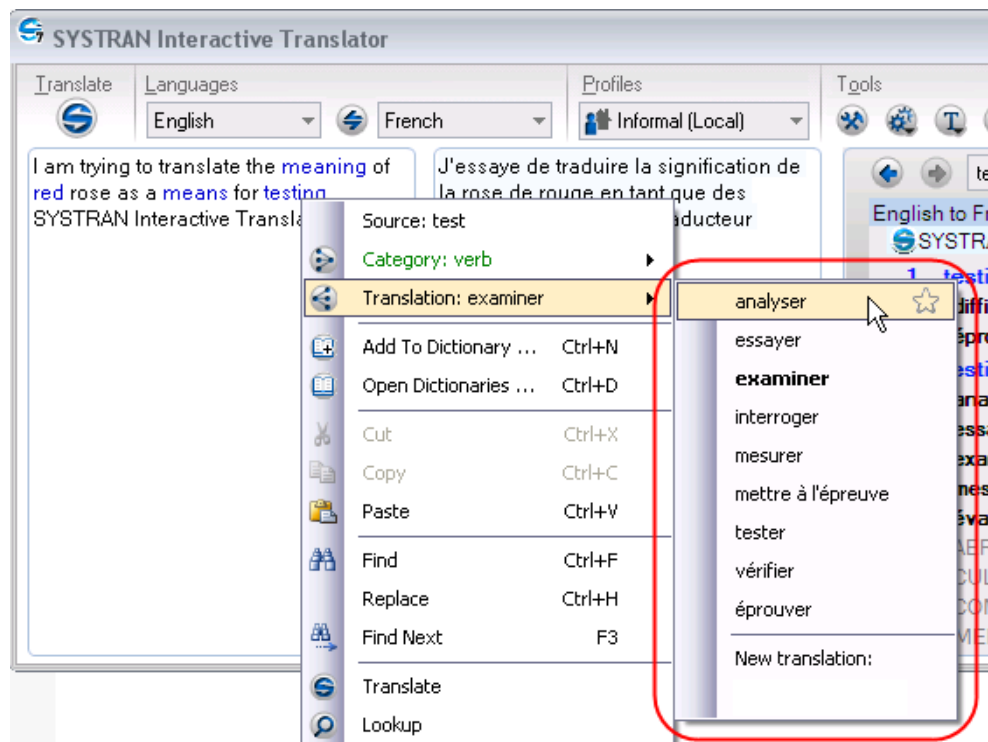 SYSTRAN Interactive Translator
Translate Languages Profiles Tools
English French Informal (Local)
I am trying to translate the meaning of
red rose as a means for testing
SYSTRAN Interactive
J'essaye de traduire la signification de
la rose de rouge en tant que des
English to
Source: test
Category: verb
Translation: examiner
Add To Dictionary ... Ctrl+N
Open Dictionaries ... Ctrl+D
Cut Ctrl+X
Copy Ctrl+C
Paste Ctrl+V
Find Ctrl+F
Replace Ctrl+H
Find Next F3
Translate
Lookup
analyser
essayer
examiner
interroger
mesurer
mettre à l'épreuve
tester
vérifier
éprouver
New translation: